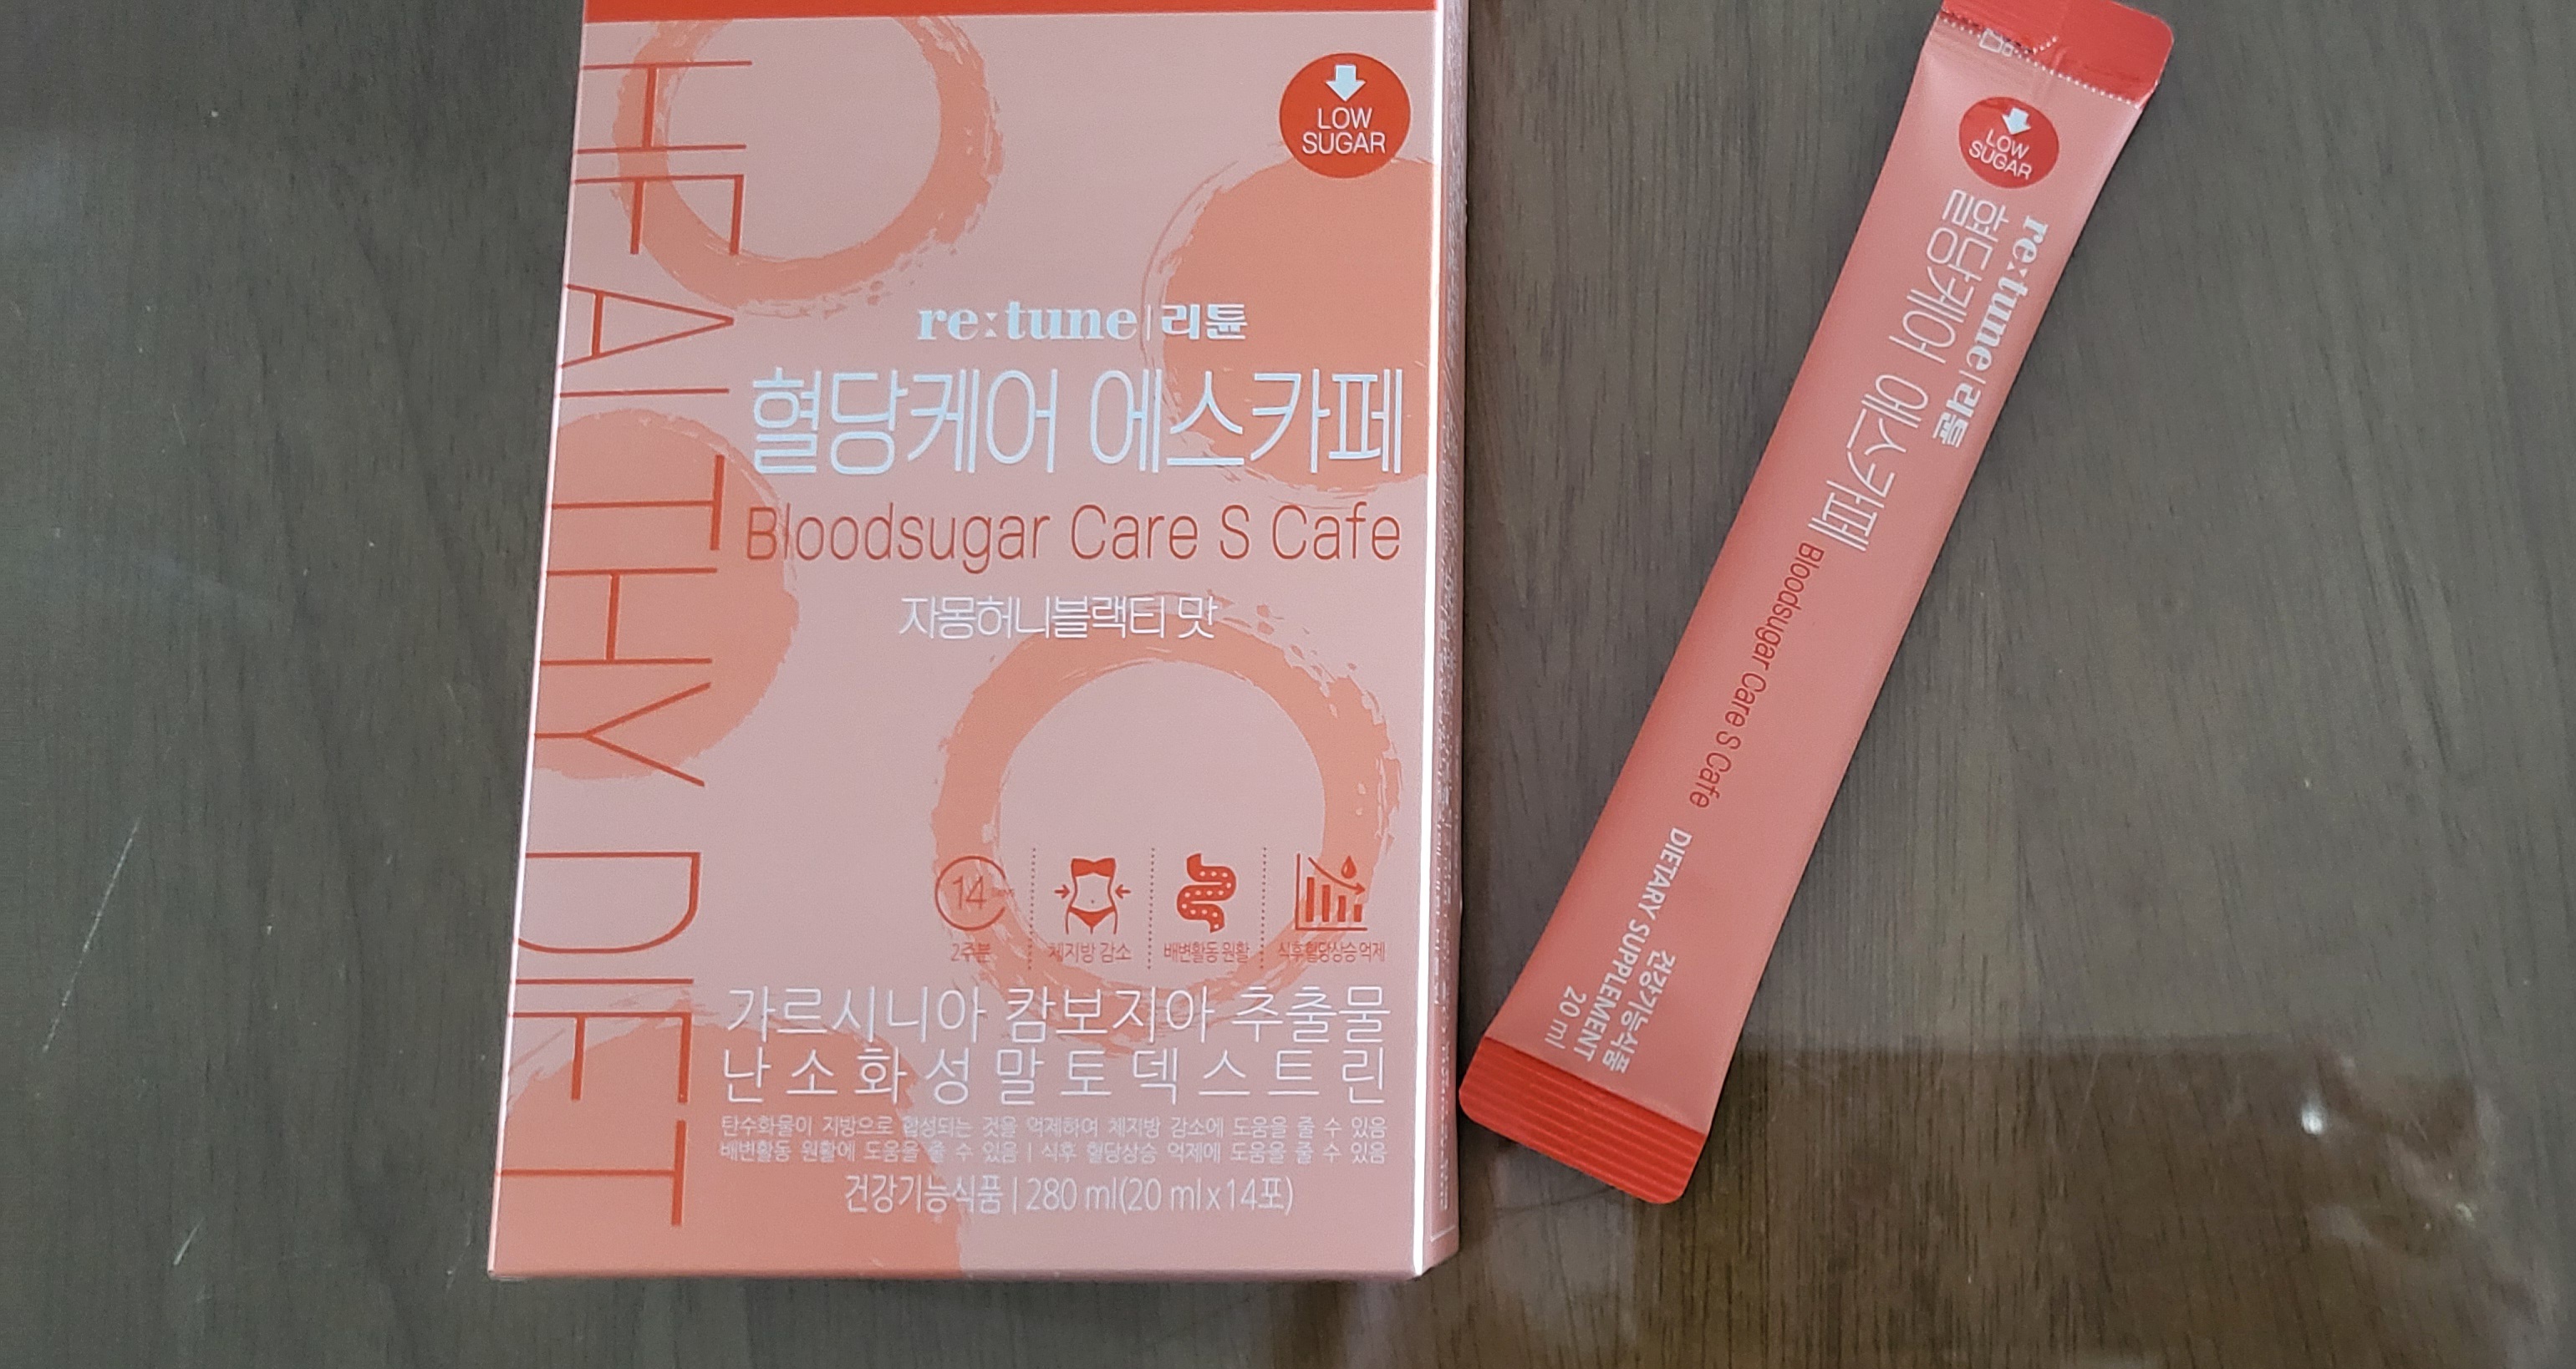 HEALTHY DIET
LOW
SUGAR
re:tune|리튠
혈당케어 에스카페
Bloodsugar Care S Cafe
자몽허니블랙티 맛
14
2주분
체지방 감소
배변활동 원활
식후혈당상승 억제
가르시니아 캄보지아 추출물
난소화성말토덱스트린
탄수화물이 지방으로 합성되는 것을 억제하여 체지방 감소에 도움을 줄 수 있음
배변활동 원활에 도움을 줄 수 있음 | 식후 혈당상승 억제에 도움을 줄 수 있음
건강기능식품 | 280 ml(20 ml x 14포)
LOW
SUGAR
re:tune|리튠
혈당케어 에스카페
Bloodsugar Care S Cafe
건강기능식품
DIETARY SUPPLEMENT
20 ml